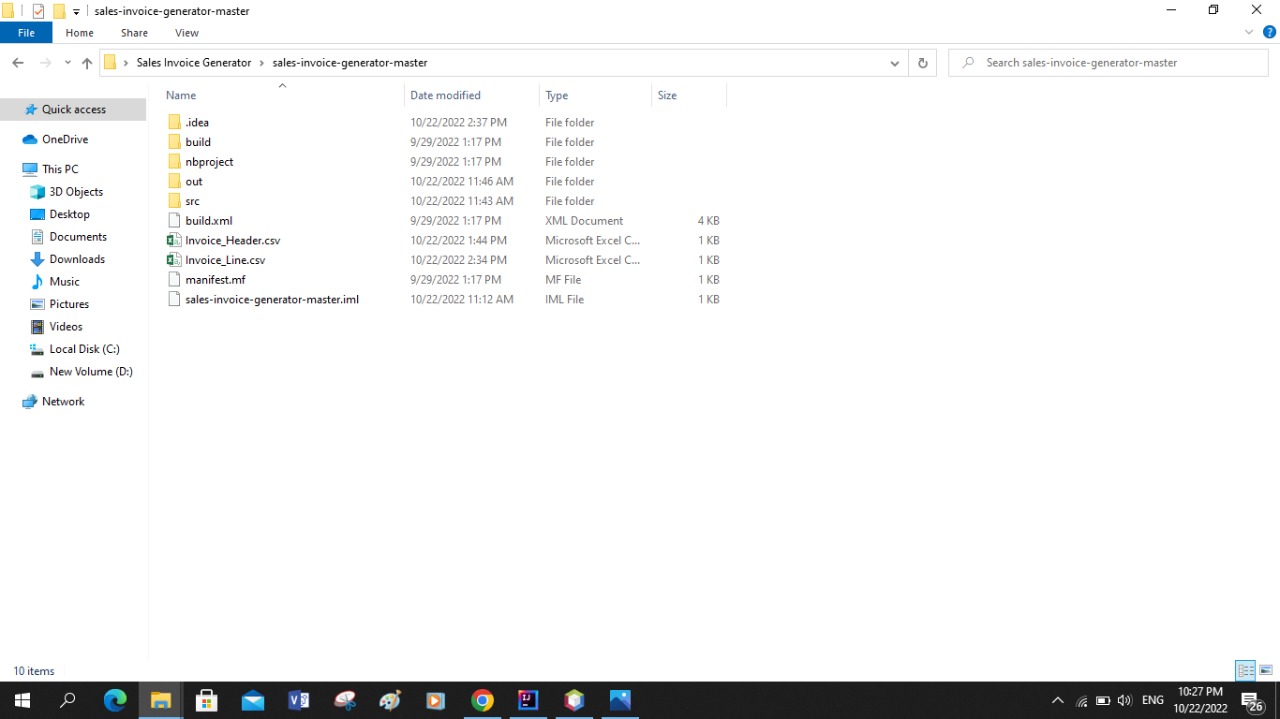 sales-invoice-generator-master
File Home Share View
Sales Invoice Generator sales-invoice-generator-master Search sales-invoice-generator-master
Name Date modified Type Size
Quick access
OneDrive
This PC
3D Objects
Desktop
Documents
Downloads
Music
Pictures
Videos
Local Disk (C:)
New Volume (D:)
Network
.idea 10/22/2022 2:37 PM File folder
build 9/29/2022 1:17 PM File folder
nbproject 9/29/2022 1:17 PM File folder
out 10/22/2022 11:46 AM File folder
src 10/22/2022 11:43 AM File folder
build.xml 9/29/2022 1:17 PM XML Document 4 KB
Invoice_Header.csv 10/22/2022 1:44 PM Microsoft Excel C... 1 KB
Invoice_Line.csv 10/22/2022 2:34 PM Microsoft Excel C... 1 KB
manifest.mf 9/29/2022 1:17 PM MF File 1 KB
sales-invoice-generator-master.iml 10/22/2022 11:12 AM IML File 1 KB
10 items
ENG 10:27 PM
10/22/2022 26